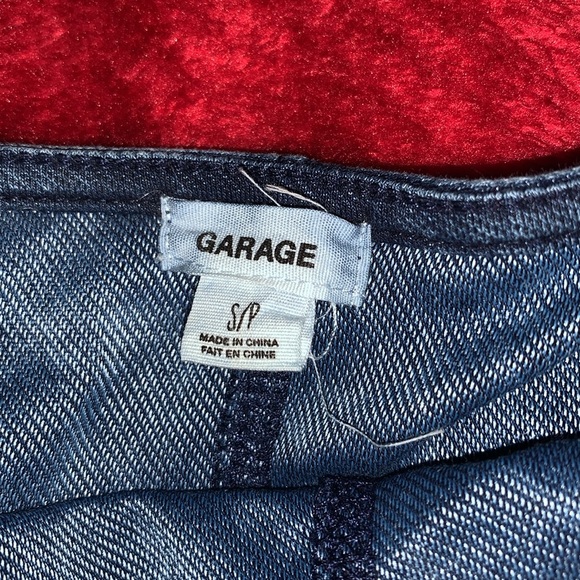 GARAGE
S/P
MADE IN CHINA
FAIT EN CHINE